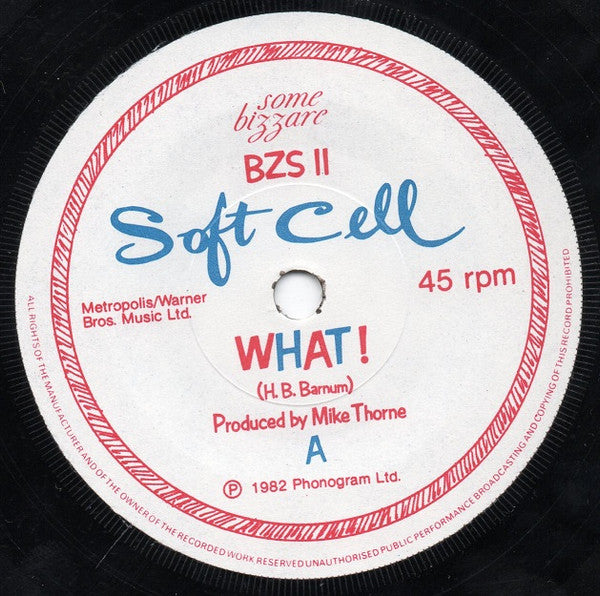 some
bizzare
BZS 11
Soft Cell
45 rpm
Metropolis/Warner
Bros. Music Ltd.
WHAT!
(H. B. Barnum)
Produced by Mike Thorne
A
℗ 1982 Phonogram Ltd.
ALL RIGHTS OF THE MANUFACTURER AND OF THE OWNER OF THE RECORDED WORK RESERVED UNAUTHORISED PUBLIC PERFORMANCE BROADCASTING AND COPYING OF THIS RECORD PROHIBITED